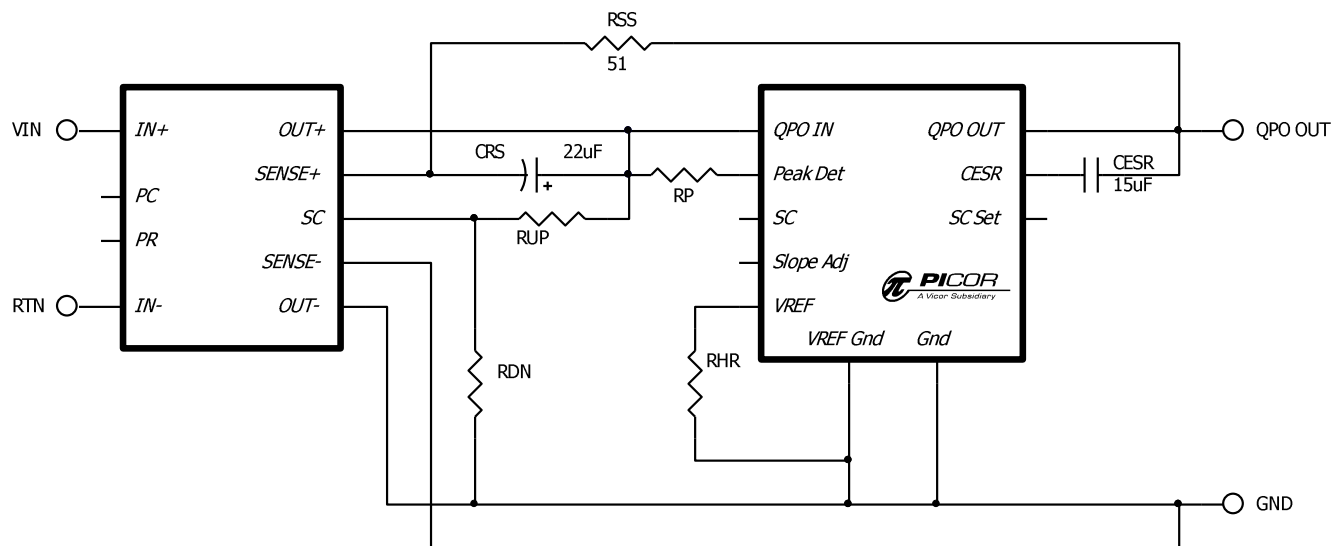 RSS
51
VIN
IN+
OUT+
CRS
22uF
QPO IN
QPO OUT
QPO OUT
SENSE+
RP
Peak Det
CESR
CESR
15uF
PC
SC
RUP
SC
SC Set
PR
SENSE-
Slope Adj
π PICOR
A Vicor Subsidiary
RTN
IN-
OUT-
VREF
VREF Gnd
Gnd
RHR
RDN
GND